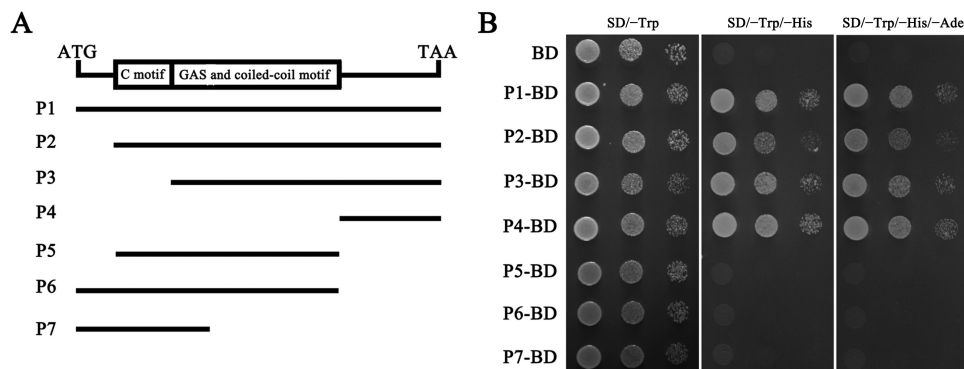 A
ATG
TAA
C motif
GAS and coiled-coil motif
P1
P2
P3
P4
P5
P6
P7
B
SD/−Trp
SD/−Trp/−His
SD/−Trp/−His/−Ade
BD
P1-BD
P2-BD
P3-BD
P4-BD
P5-BD
P6-BD
P7-BD